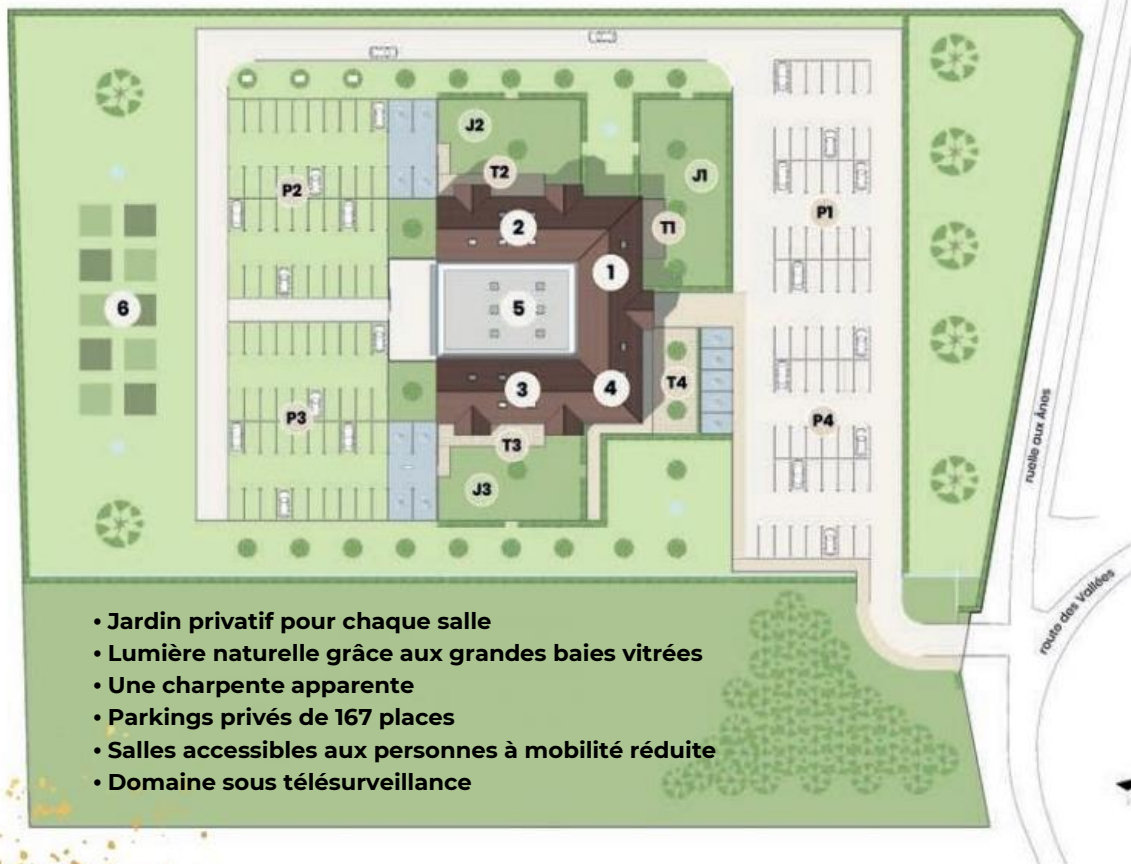 J2
T2
J1
P2
P1
2
T1
1
6
5
3
4
T4
P3
P4
T3
J3
ruelle aux Ânes
route des Vallées
• Jardin privatif pour chaque salle
• Lumière naturelle grâce aux grandes baies vitrées
• Une charpente apparente
• Parkings privés de 167 places
• Salles accessibles aux personnes à mobilité réduite
• Domaine sous télésurveillance